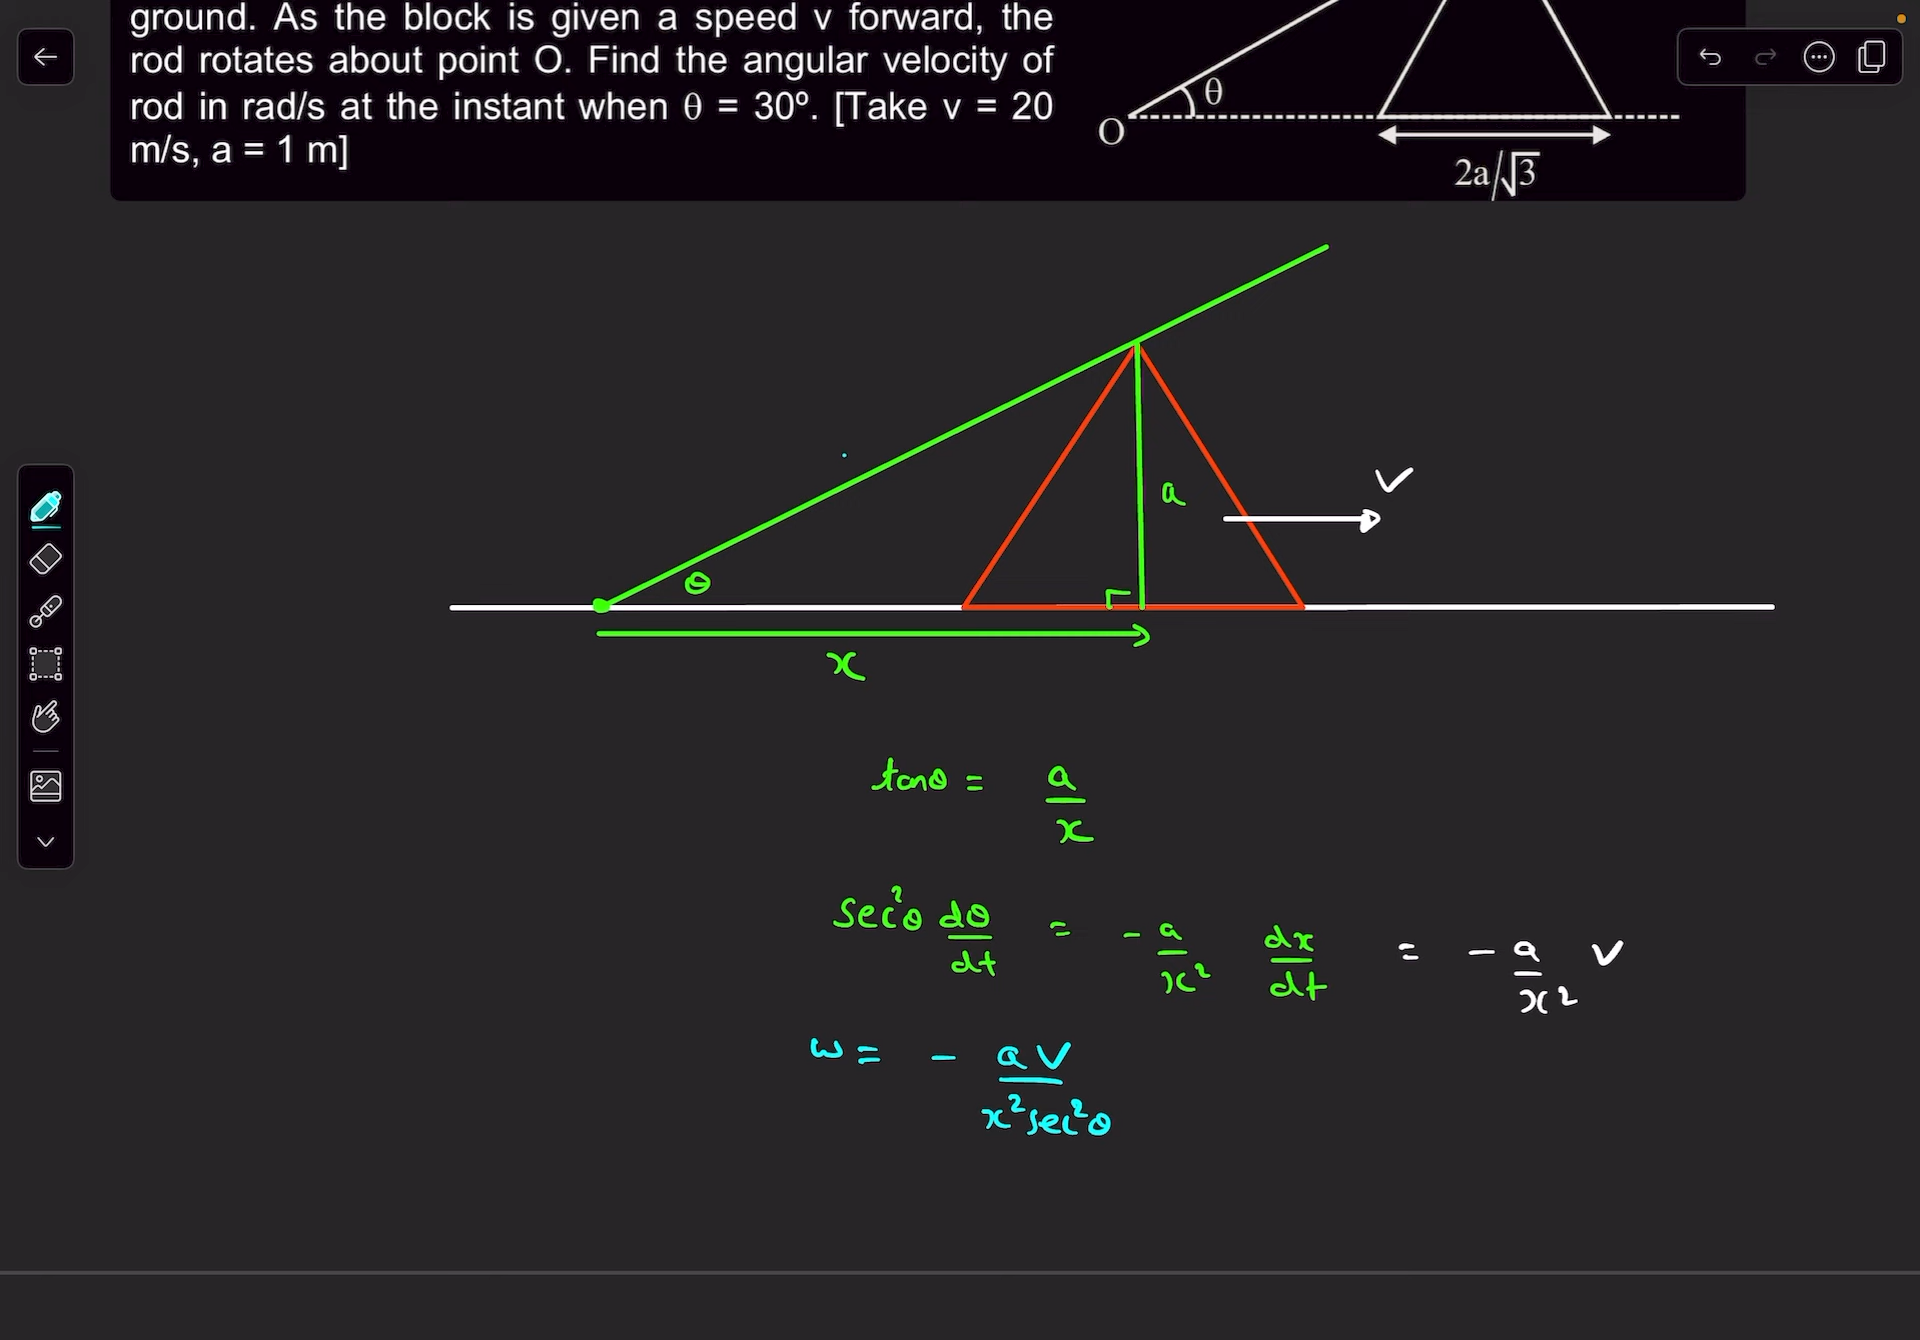 ground. As the block is given a speed v forward, the
rod rotates about point O. Find the angular velocity of
rod in rad/s at the instant when θ = 30º. [Take v = 20
m/s, a = 1 m]
θ
O
2a/√3
a
v
θ
x
tanθ = a/x
sec²θ dθ/dt = - a/x² dx/dt = - a/x² v
ω = - av/x²sec²θ